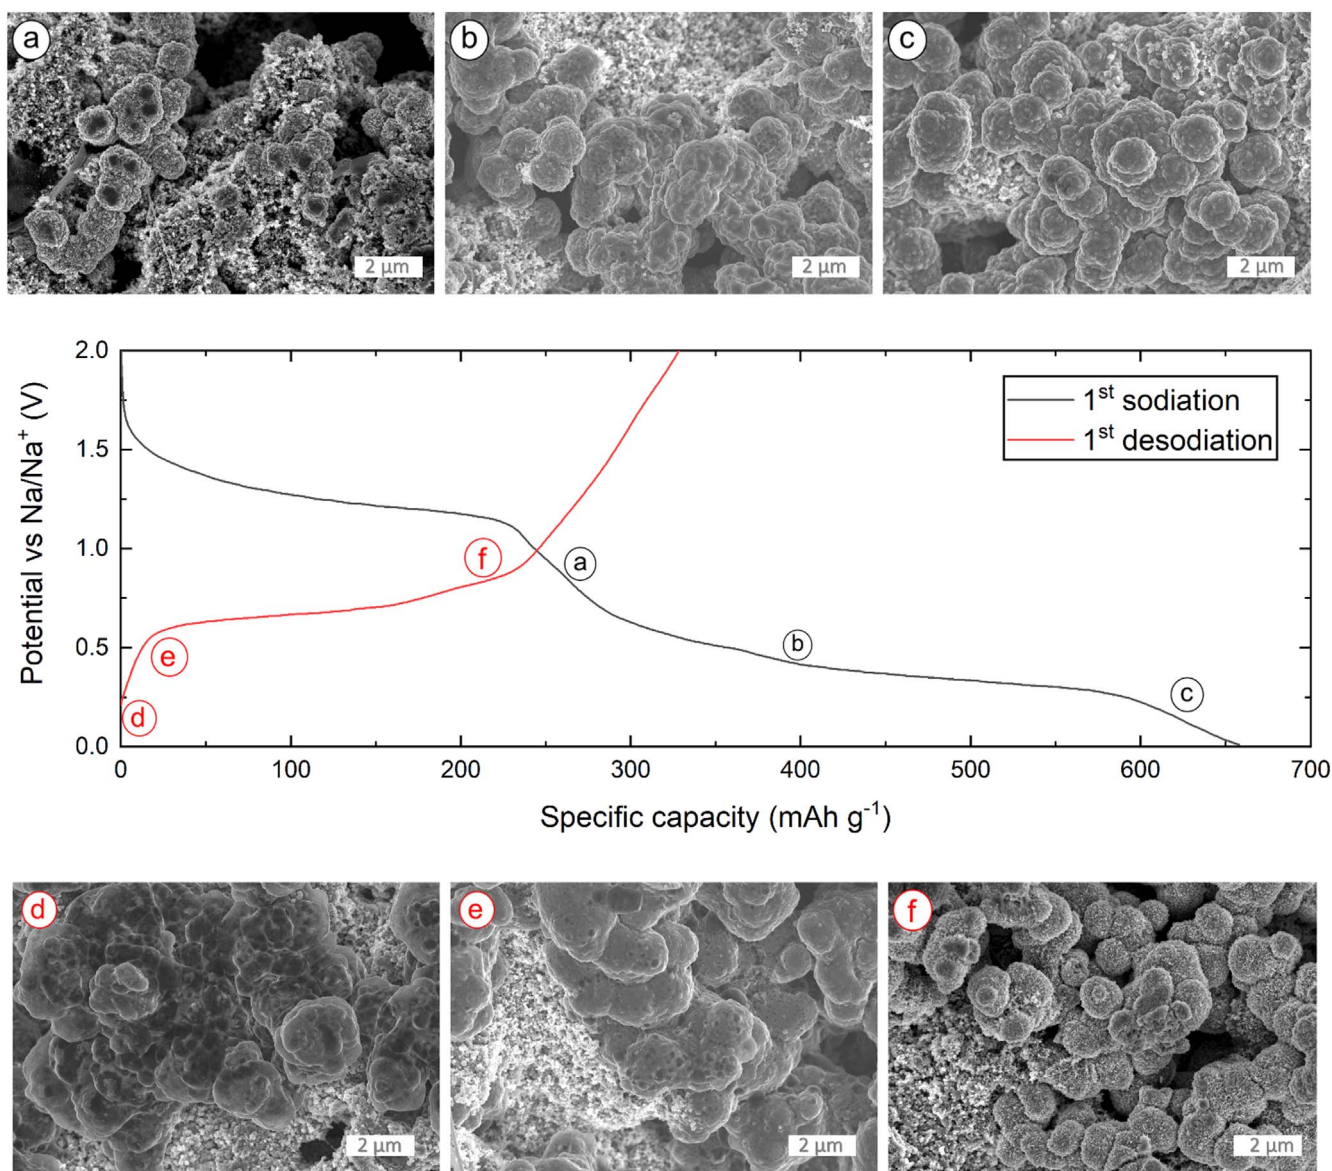 a
b
c
2 μm
2 μm
2 μm
Potential vs Na/Na⁺ (V)
2.0
1.5
1.0
0.5
0.0
1ˢᵗ sodiation
1ˢᵗ desodiation
a
b
c
d
e
f
0
100
200
300
400
500
600
700
Specific capacity (mAh g⁻¹)
d
e
f
2 μm
2 μm
2 μm